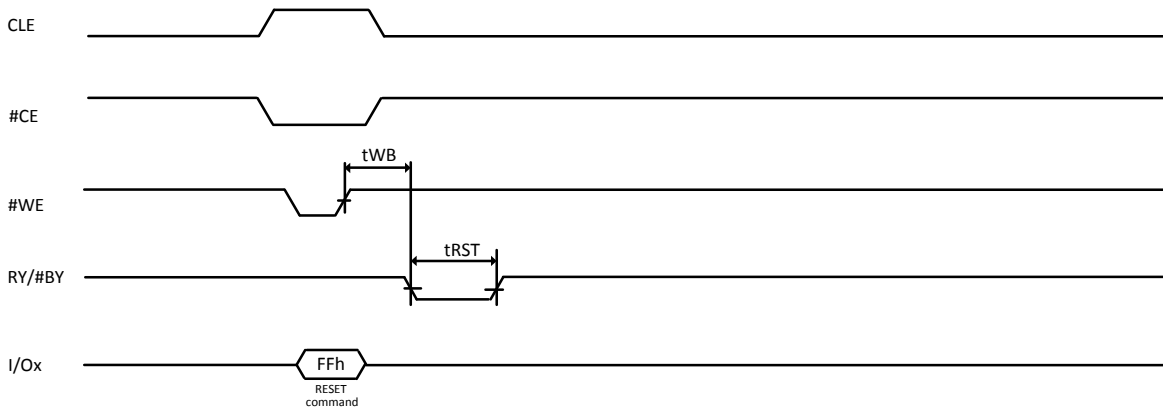 CLE
#CE
tWB
#WE
tRST
RY/#BY
I/Ox
FFh
RESET
command